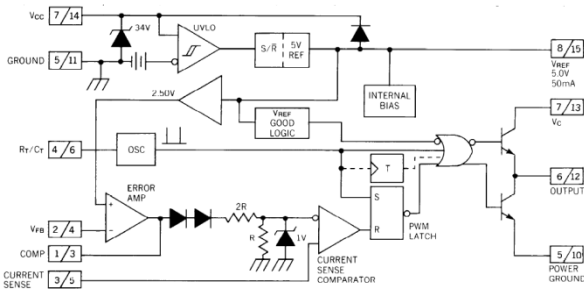 Vcc 7/14
34V
UVLO
GROUND 5/11
S/R̅
5V
REF
8/15
VREF
5.0V
50mA
2.50V
INTERNAL
BIAS
VREF
GOOD
LOGIC
7/13
Vc
RT/CT 4/6
OSC
T
6/12
OUTPUT
ERROR
AMP
+
−
S
R
PWM
LATCH
2R
R
1V
VFB 2/4
COMP 1/3
CURRENT
SENSE
3/5
CURRENT
SENSE
COMPARATOR
5/10
POWER
GROUND